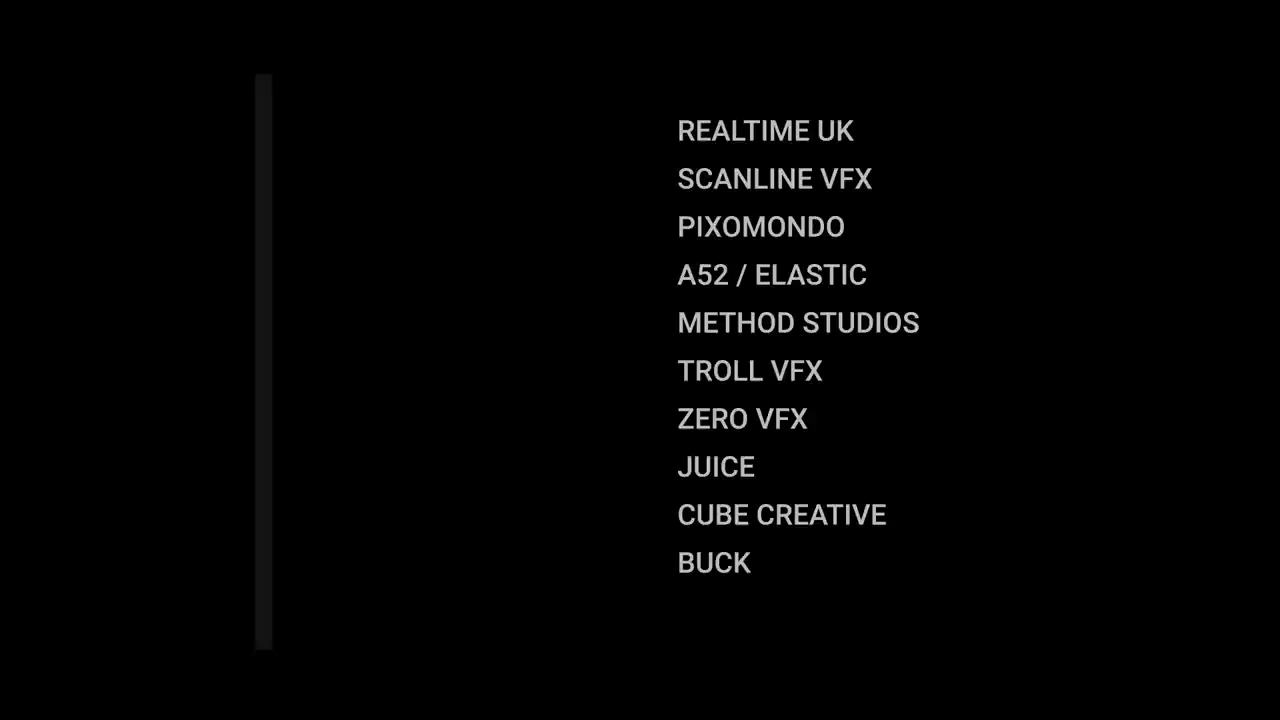 REALTIME UK
SCANLINE VFX
PIXOMONDO
A52 / ELASTIC
METHOD STUDIOS
TROLL VFX
ZERO VFX
JUICE
CUBE CREATIVE
BUCK